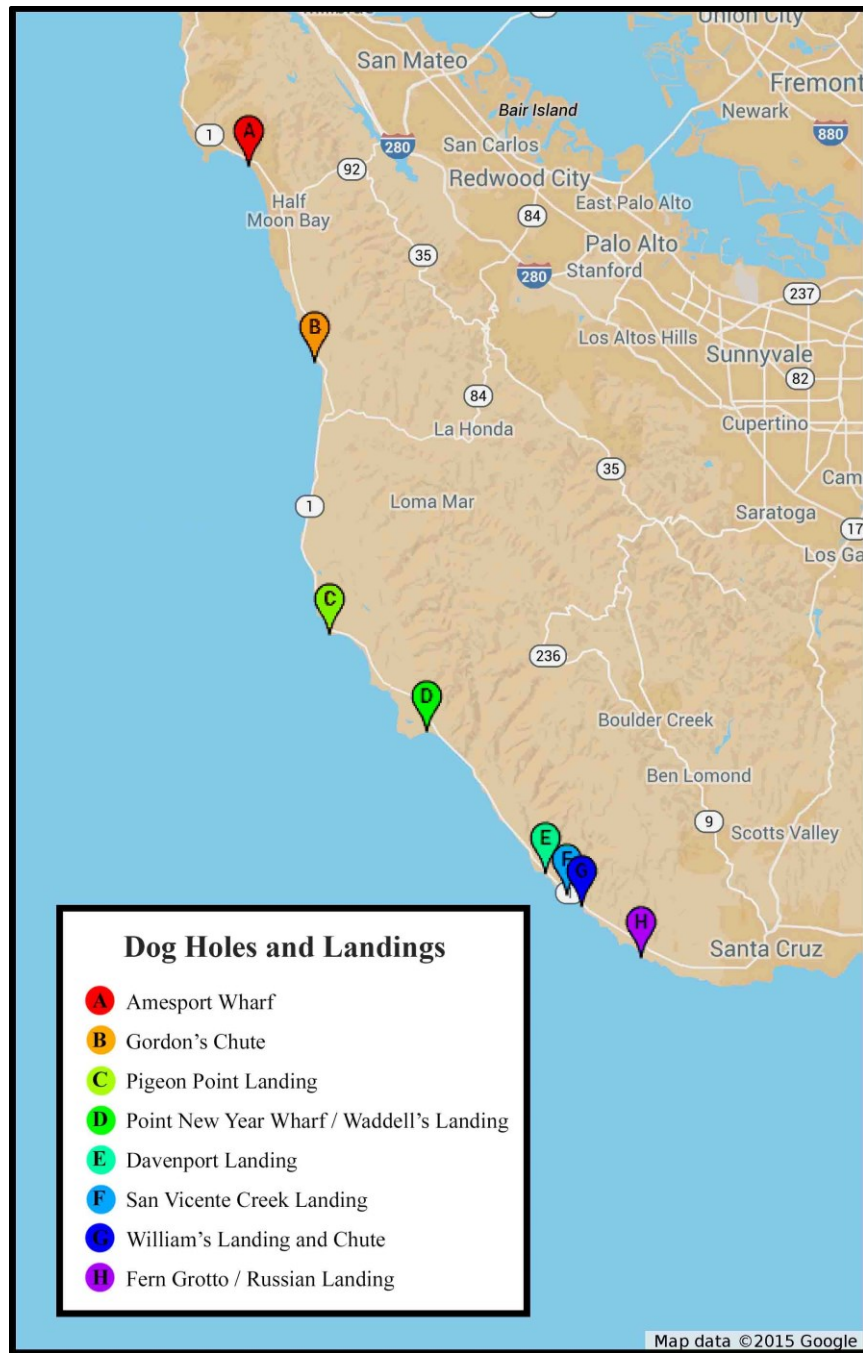 Union City
San Mateo
Fremont
Bair Island
Newark
A
1
San Carlos
280
880
92
Redwood City
Half
Moon Bay
84
East Palo Alto
Palo Alto
35
280
Stanford
237
B
Los Altos Hills
Sunnyvale
82
84
Cupertino
La Honda
35
Cam
1
Loma Mar
Saratoga
17
Los Ga
C
236
D
Boulder Creek
Ben Lomond
9
Scotts Valley
E
F
G
1
H
Santa Cruz
Dog Holes and Landings
A Amesport Wharf
B Gordon's Chute
C Pigeon Point Landing
D Point New Year Wharf / Waddell's Landing
E Davenport Landing
F San Vicente Creek Landing
G William's Landing and Chute
H Fern Grotto / Russian Landing
Map data ©2015 Google